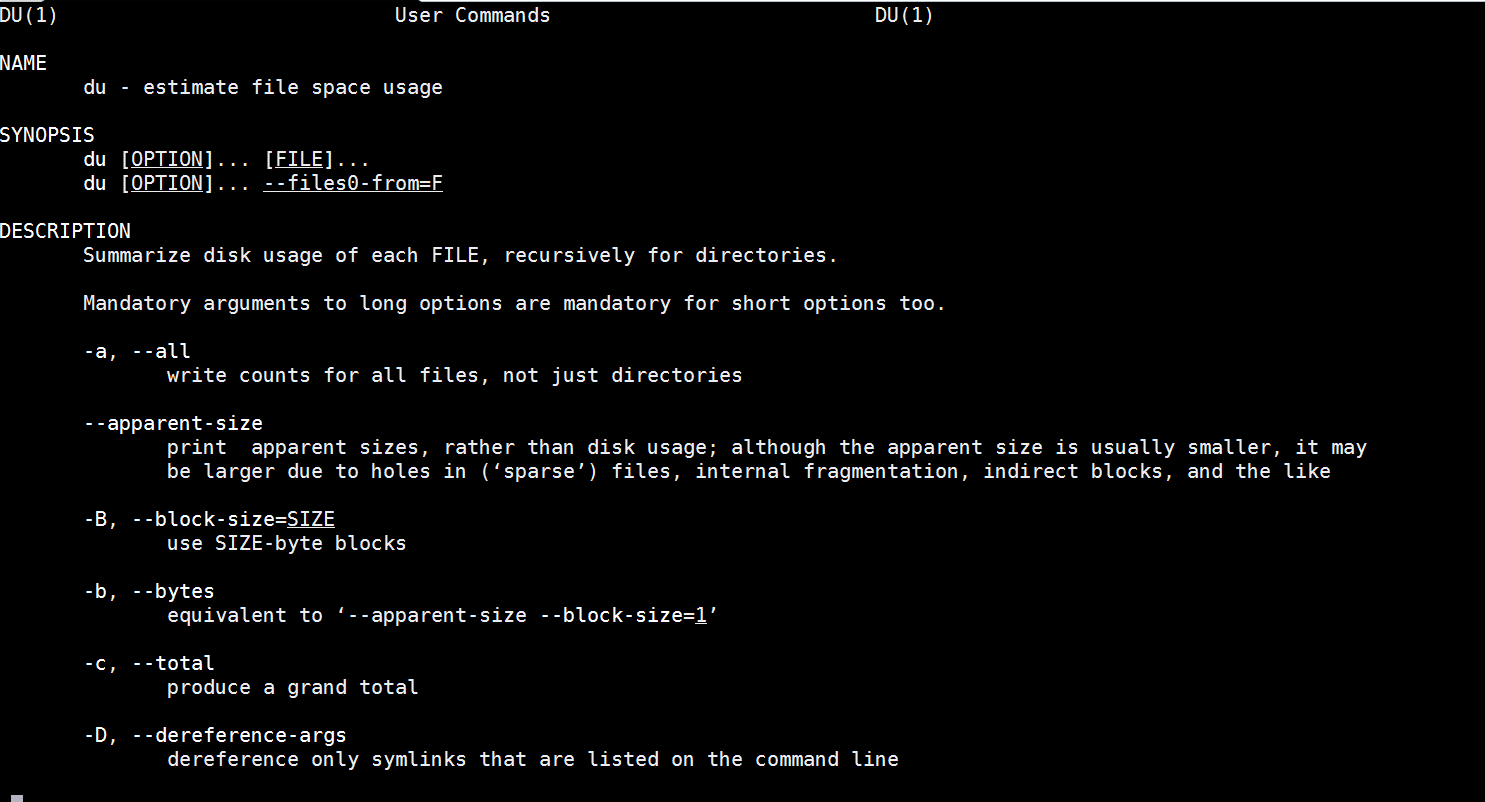 DU(1) User Commands DU(1)
NAME
du - estimate file space usage
SYNOPSIS
du [OPTION]... [FILE]...
du [OPTION]... --files0-from=F
DESCRIPTION
Summarize disk usage of each FILE, recursively for directories.
Mandatory arguments to long options are mandatory for short options too.
-a, --all
write counts for all files, not just directories
--apparent-size
print  apparent sizes, rather than disk usage; although the apparent size is usually smaller, it may
be larger due to holes in (‘sparse’) files, internal fragmentation, indirect blocks, and the like
-B, --block-size=SIZE
use SIZE-byte blocks
-b, --bytes
equivalent to ‘--apparent-size --block-size=1’
-c, --total
produce a grand total
-D, --dereference-args
dereference only symlinks that are listed on the command line